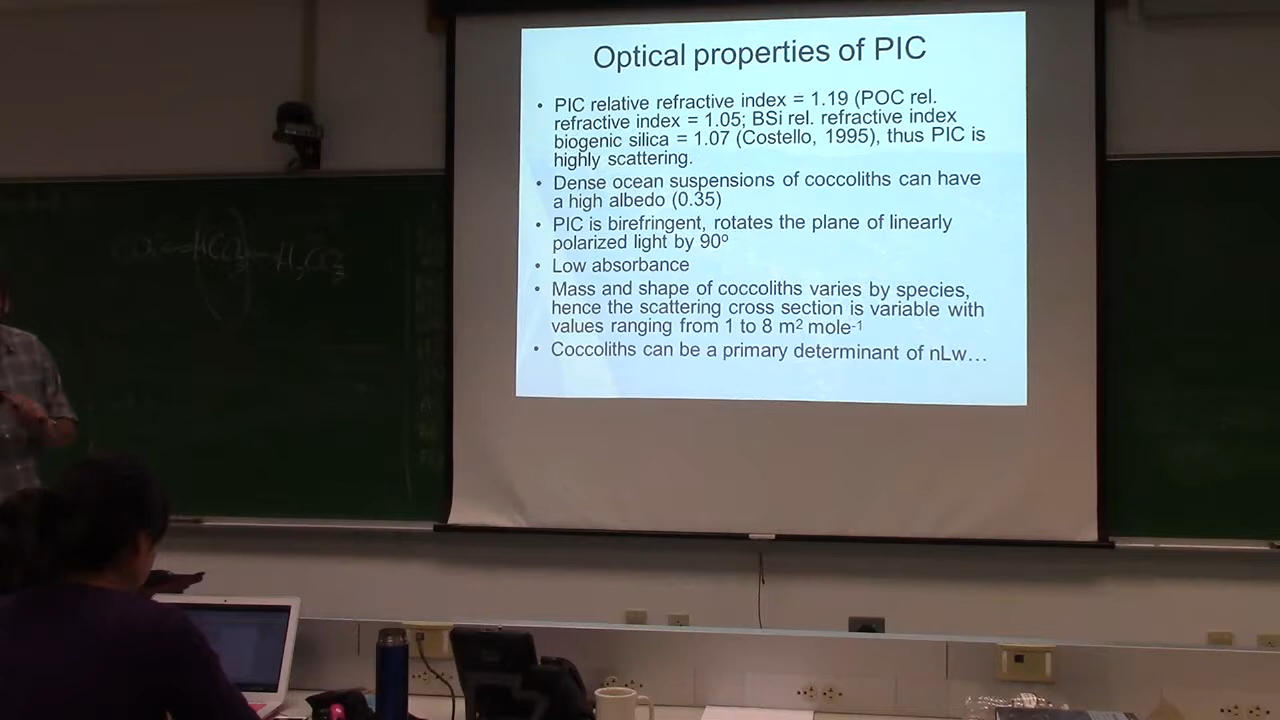 Optical properties of PIC
• PIC relative refractive index = 1.19 (POC rel.
refractive index = 1.05; BSi rel. refractive index
biogenic silica = 1.07 (Costello, 1995), thus PIC is
highly scattering.
• Dense ocean suspensions of coccoliths can have
a high albedo (0.35)
• PIC is birefringent, rotates the plane of linearly
polarized light by 90º
• Low absorbance
• Mass and shape of coccoliths varies by species,
hence the scattering cross section is variable with
values ranging from 1 to 8 m² mole⁻¹
• Coccoliths can be a primary determinant of nLw…